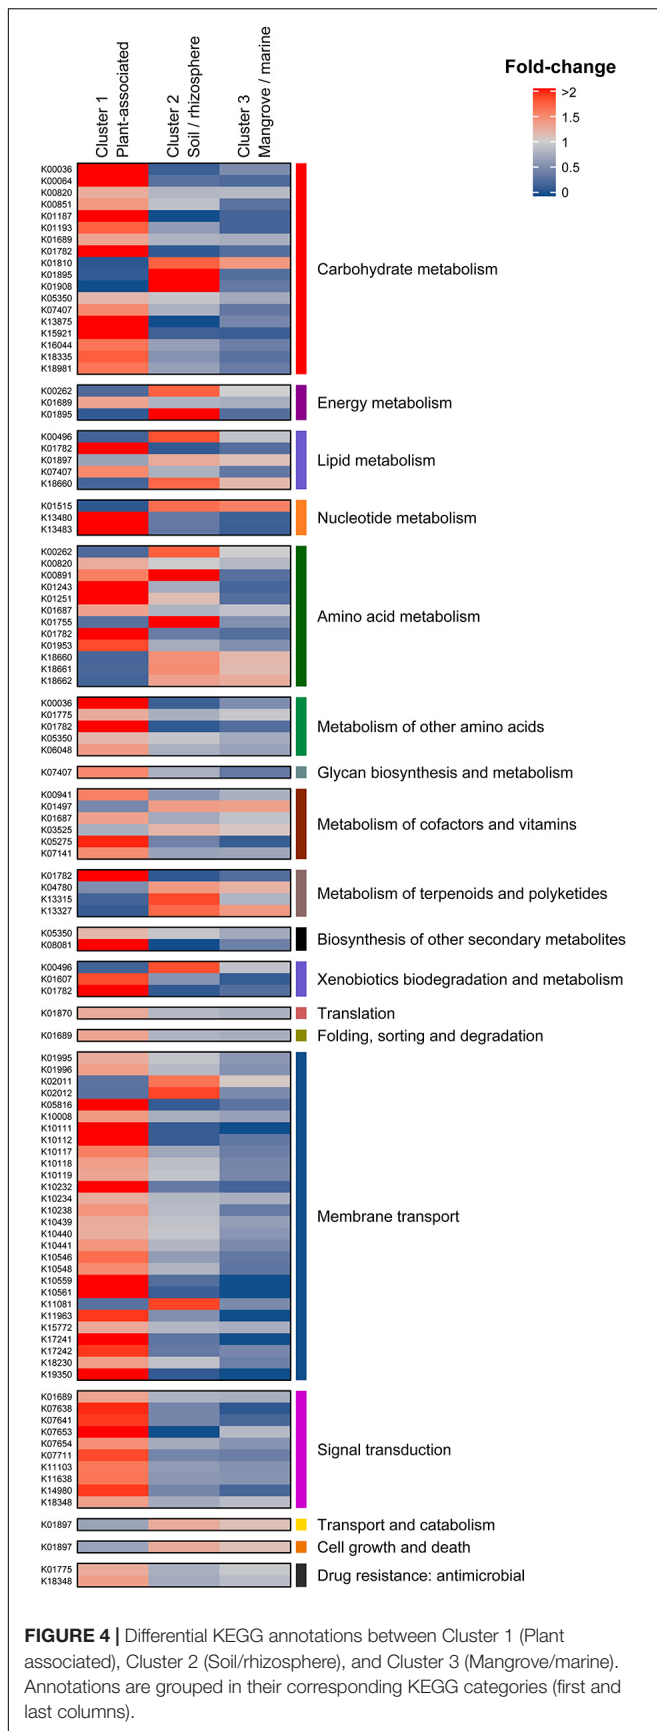 Cluster 1
Plant-associated
Cluster 2
Soil / rhizosphere
Cluster 3
Mangrove / marine
Fold-change
>2
1.5
1
0.5
0
K00036
K00064
K00820
K00851
K01187
K01193
K01689
K01782
K01810
K01895
K01908
K05350
K07407
K13875
K15921
K16044
K18335
K18981
Carbohydrate metabolism
K00262
K01689
K01895
Energy metabolism
K00496
K01782
K01897
K07407
K18660
Lipid metabolism
K01515
K13480
K13483
Nucleotide metabolism
K00262
K00820
K00891
K01243
K01251
K01687
K01755
K01782
K01953
K18660
K18661
K18662
Amino acid metabolism
K00036
K01775
K01782
K05350
K06048
Metabolism of other amino acids
K07407
Glycan biosynthesis and metabolism
K00941
K01497
K01687
K03525
K05275
K07141
Metabolism of cofactors and vitamins
K01782
K04780
K13315
K13327
Metabolism of terpenoids and polyketides
K05350
K08081
Biosynthesis of other secondary metabolites
K00496
K01607
K01782
Xenobiotics biodegradation and metabolism
K01870
Translation
K01689
Folding, sorting and degradation
K01995
K01996
K02011
K02012
K05816
K10008
K10111
K10112
K10117
K10118
K10119
K10232
K10234
K10238
K10439
K10440
K10441
K10546
K10548
K10559
K10561
K11081
K11963
K15772
K17241
K17242
K18230
K19350
Membrane transport
K01689
K07638
K07641
K07653
K07654
K07711
K11103
K11638
K14980
K18348
Signal transduction
K01897
Transport and catabolism
K01897
Cell growth and death
K01775
K18348
Drug resistance: antimicrobial
FIGURE 4 | Differential KEGG annotations between Cluster 1 (Plant
associated), Cluster 2 (Soil/rhizosphere), and Cluster 3 (Mangrove/marine).
Annotations are grouped in their corresponding KEGG categories (first and
last columns).